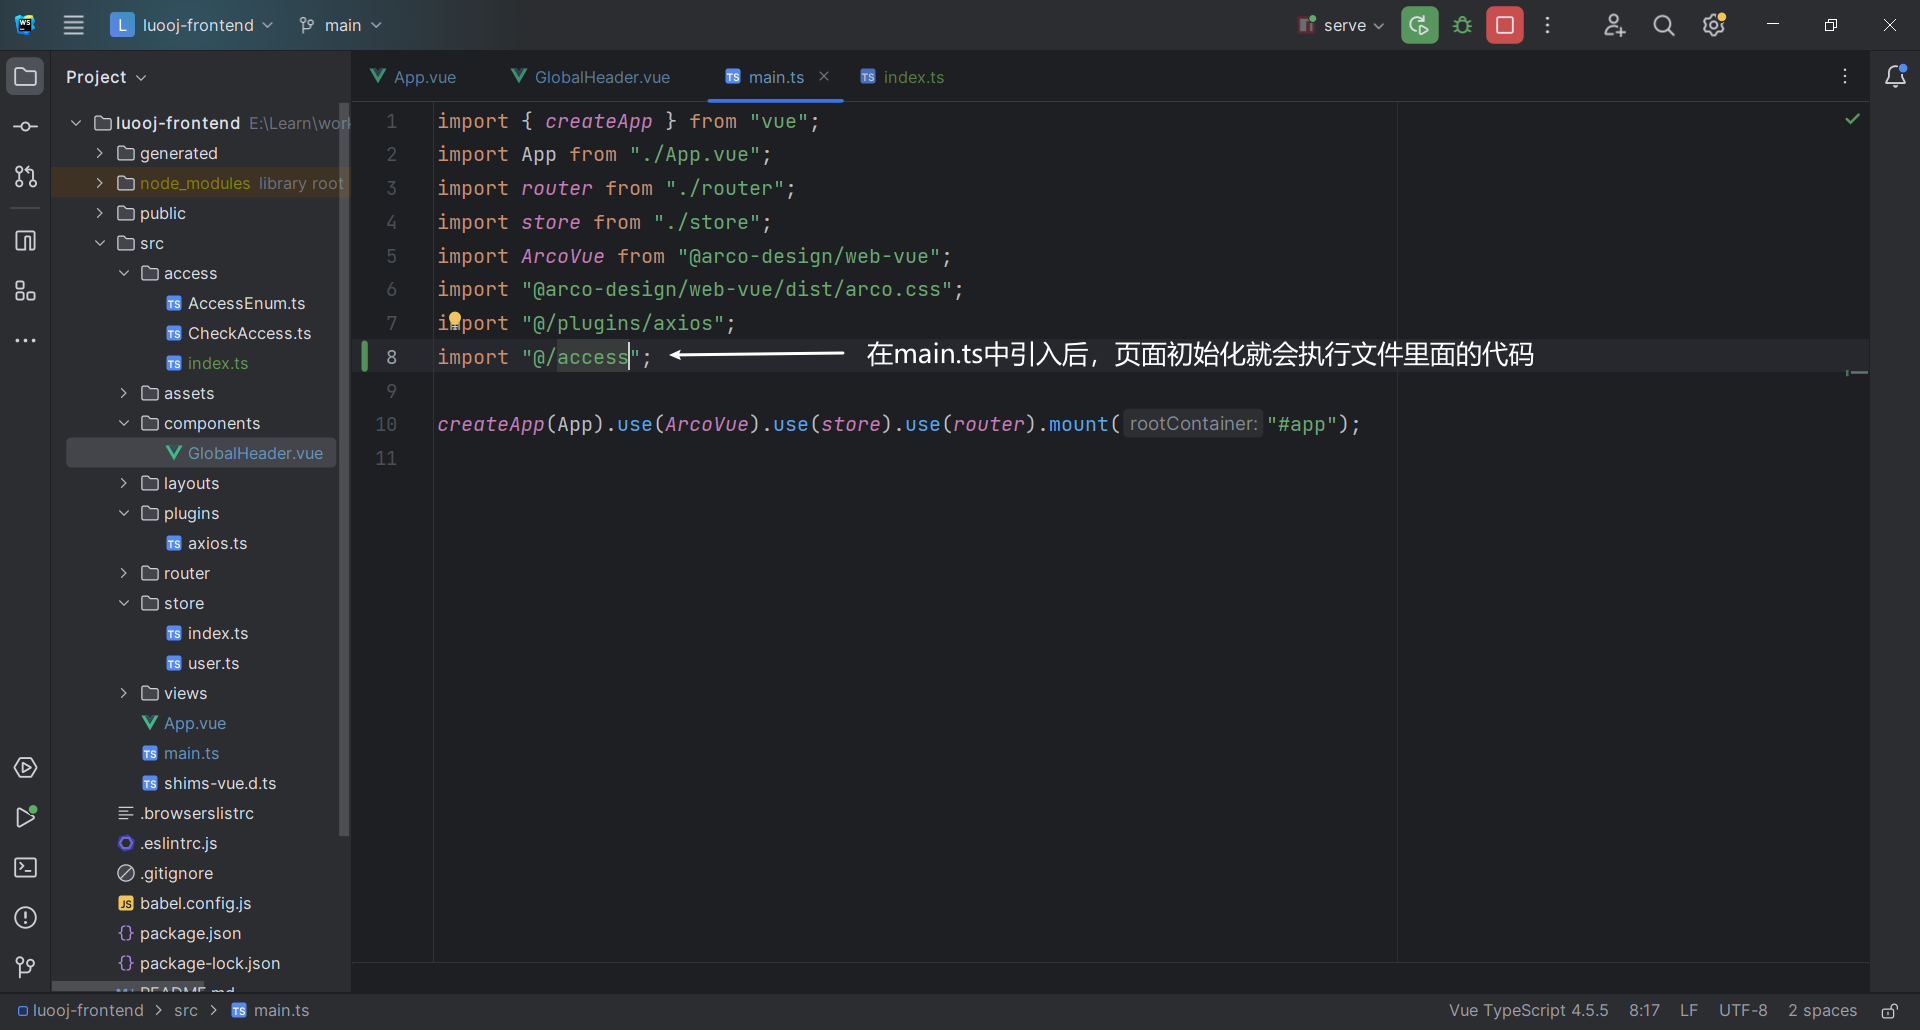 L luooj-frontend main serve
Project
App.vue GlobalHeader.vue main.ts index.ts
luooj-frontend E:\Learn\work
generated
node_modules library root
public
src
access
AccessEnum.ts
CheckAccess.ts
index.ts
assets
components
GlobalHeader.vue
layouts
plugins
axios.ts
router
store
index.ts
user.ts
views
App.vue
main.ts
shims-vue.d.ts
.browserslistrc
.eslintrc.js
.gitignore
babel.config.js
package.json
package-lock.json
README.md
1 import { createApp } from "vue";
2 import App from "./App.vue";
3 import router from "./router";
4 import store from "./store";
5 import ArcoVue from "@arco-design/web-vue";
6 import "@arco-design/web-vue/dist/arco.css";
7 import "@/plugins/axios";
8 import "@/access"; 在main.ts中引入后，页面初始化就会执行文件里面的代码
9
10 createApp(App).use(ArcoVue).use(store).use(router).mount( rootContainer: "#app");
11
luooj-frontend > src > main.ts Vue TypeScript 4.5.5 8:17 LF UTF-8 2 spaces